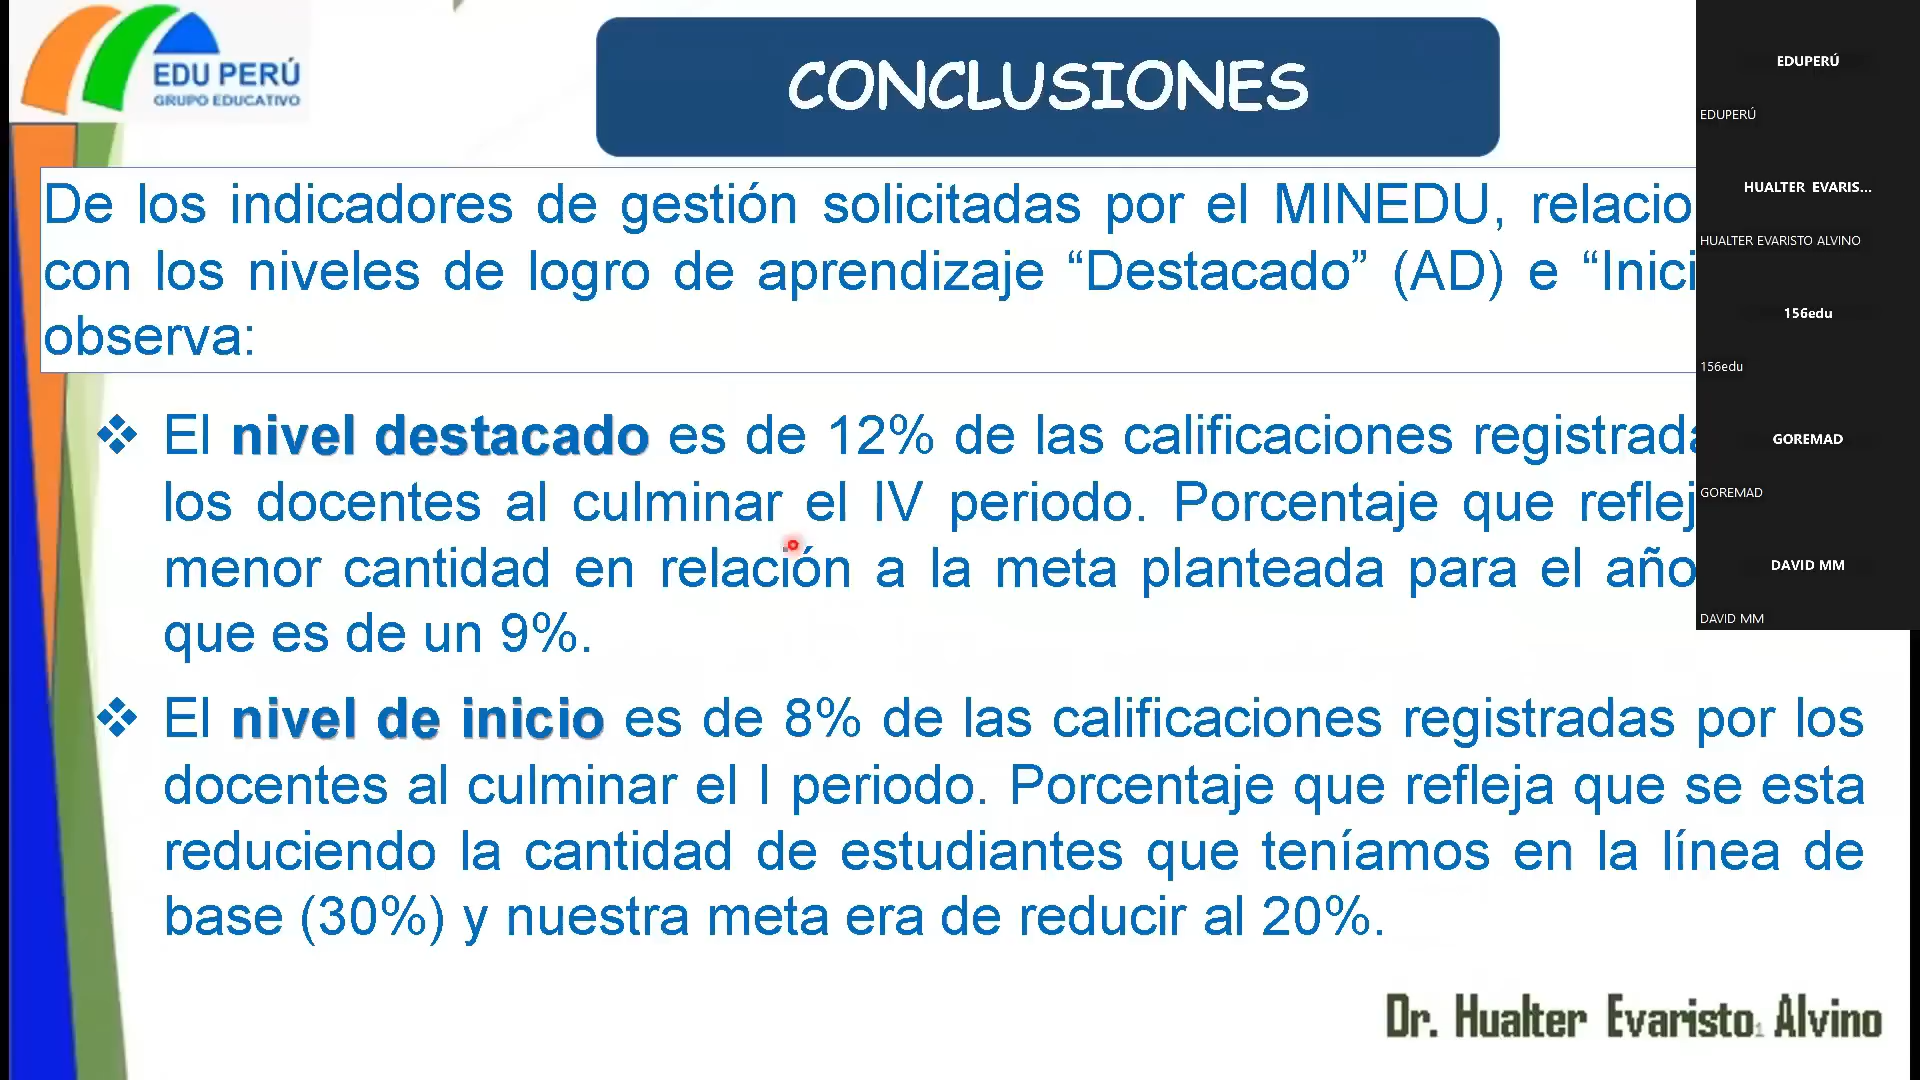 EDU PERÚ
GRUPO EDUCATIVO
CONCLUSIONES
De los indicadores de gestión solicitadas por el MINEDU,
con los niveles de logro de aprendizaje “Destacado” (AD) e
observa:
❖ El nivel destacado es de 12% de las calificaciones
los docentes al culminar el IV periodo. Porcentaje que
menor cantidad en relación a la meta planteada para el año
que es de un 9%.
❖ El nivel de inicio es de 8% de las calificaciones registradas por los
docentes al culminar el I periodo. Porcentaje que refleja que se esta
reduciendo la cantidad de estudiantes que teníamos en la línea de
base (30%) y nuestra meta era de reducir al 20%.
Dr. Hualter Evaristo Alvino
EDUPERÚ
EDUPERÚ
HUALTER EVARIS...
HUALTER EVARISTO ALVINO
156edu
156edu
GOREMAD
GOREMAD
DAVID MM
DAVID MM